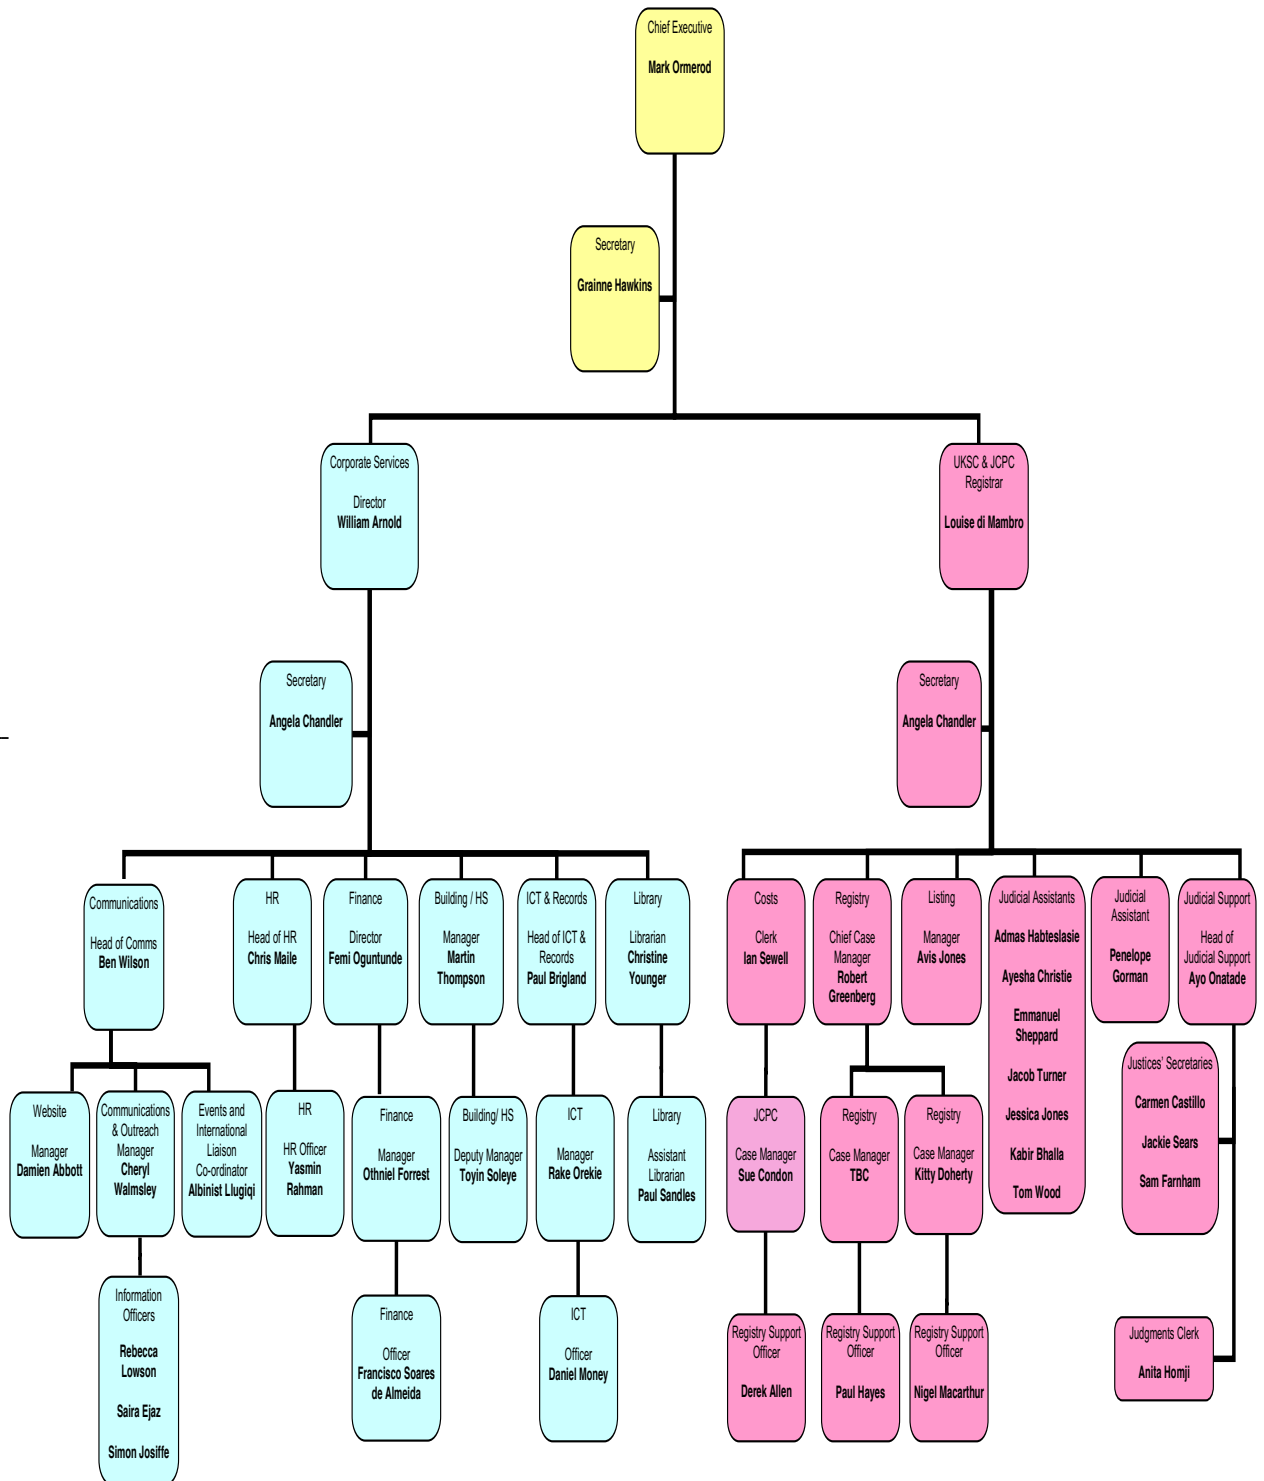 Chief Executive
Mark Ormerod
Secretary
Grainne Hawkins
Corporate Services
Director
William Arnold
UKSC & JCPC
Registrar
Louise di Mambro
Secretary
Angela Chandler
Secretary
Angela Chandler
Communications
Head of Comms
Ben Wilson
HR
Head of HR
Chris Maile
Finance
Director
Femi Oguntunde
Building / HS
Manager
Martin
Thompson
ICT & Records
Head of ICT &
Records
Paul Brigland
Library
Librarian
Christine
Younger
Costs
Clerk
Ian Sewell
Registry
Chief Case
Manager
Robert
Greenberg
Listing
Manager
Avis Jones
Judicial Assistants
Admas Habteslasie
Ayesha Christie
Emmanuel
Sheppard
Jacob Turner
Jessica Jones
Kabir Bhalla
Tom Wood
Judicial
Assistant
Penelope
Gorman
Judicial Support
Head of
Judicial Support
Ayo Onatade
Website
Manager
Damien Abbott
Communications
& Outreach
Manager
Cheryl
Walmsley
Events and
International
Liaison
Co-ordinator
Albinist Llugiqi
HR
HR Officer
Yasmin
Rahman
Finance
Manager
Othniel Forrest
Building/ HS
Deputy Manager
Toyin Soleye
ICT
Manager
Rake Orekie
Library
Assistant
Librarian
Paul Sandles
JCPC
Case Manager
Sue Condon
Registry
Case Manager
TBC
Registry
Case Manager
Kitty Doherty
Justices' Secretaries
Carmen Castillo
Jackie Sears
Sam Farnham
Information
Officers
Rebecca
Lowson
Saira Ejaz
Simon Josiffe
Finance
Officer
Francisco Soares
de Almeida
ICT
Officer
Daniel Money
Registry Support
Officer
Derek Allen
Registry Support
Officer
Paul Hayes
Registry Support
Officer
Nigel Macarthur
Judgments Clerk
Anita Homji